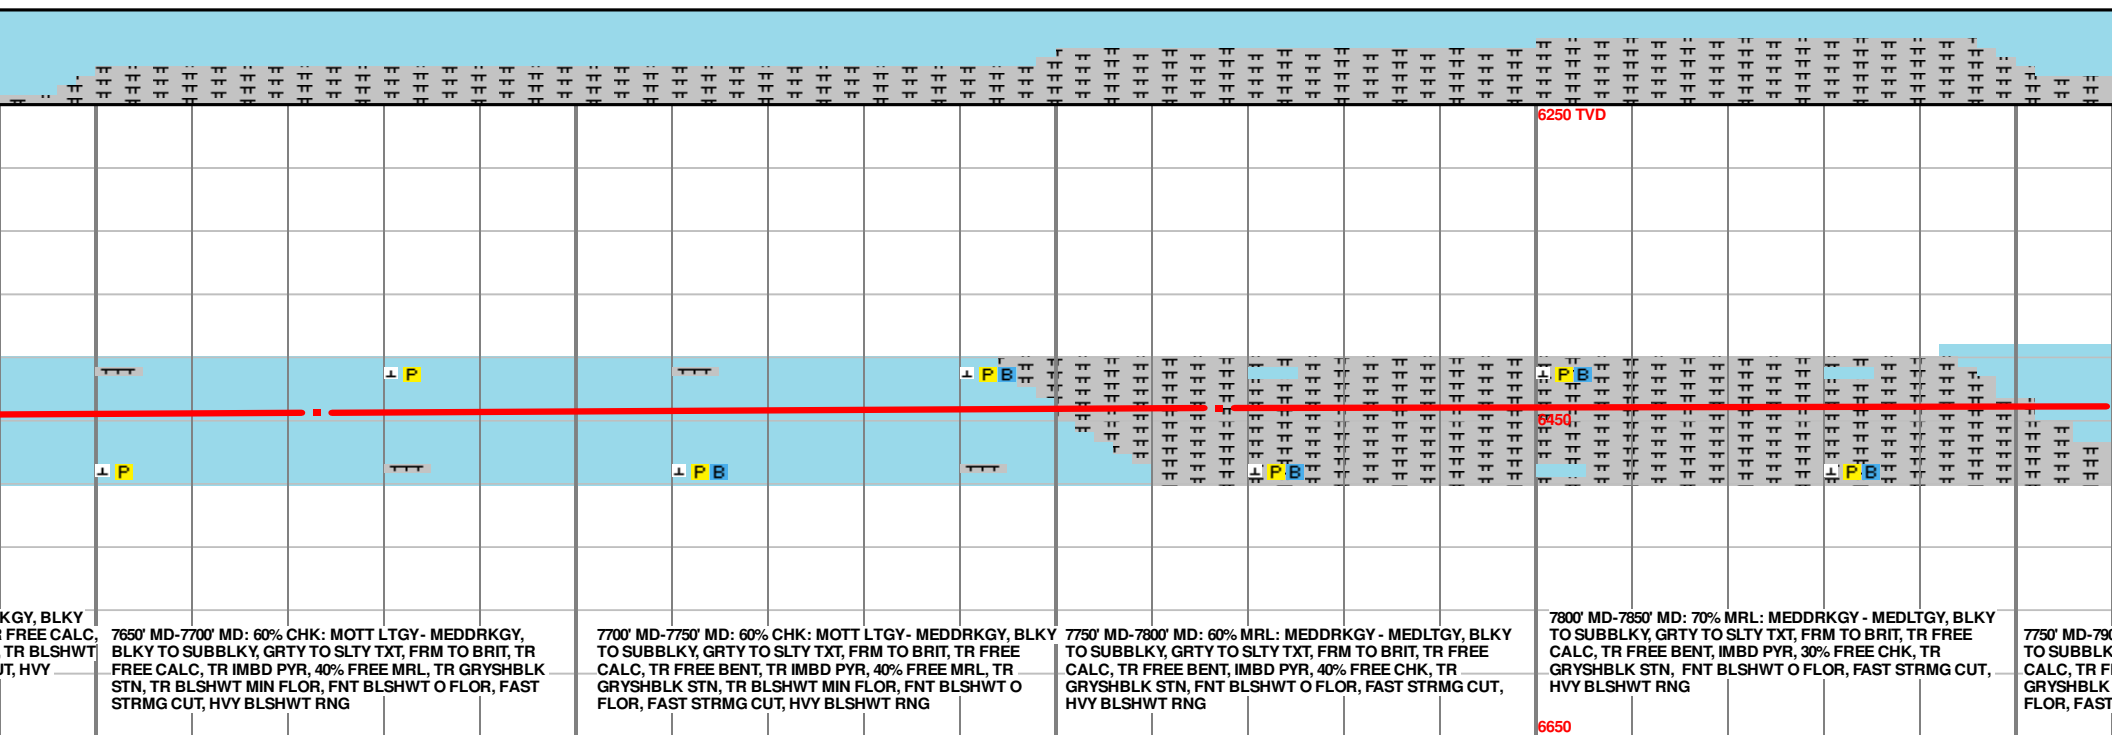 6250 TVD
P
P B
P B
6450
P
P B
P B
P B
KGY, BLKY
FREE CALC,
TR BLSHWT
UT, HVY
7650' MD-7700' MD: 60% CHK: MOTT LTGY- MEDDRKGY,
BLKY TO SUBBLKY, GRTY TO SLTY TXT, FRM TO BRIT, TR
FREE CALC, TR IMBD PYR, 40% FREE MRL, TR GRYSHBLK
STN, TR BLSHWT MIN FLOR, FNT BLSHWT O FLOR, FAST
STRMG CUT, HVY BLSHWT RNG
7700' MD-7750' MD: 60% CHK: MOTT LTGY- MEDDRKGY, BLKY
TO SUBBLKY, GRTY TO SLTY TXT, FRM TO BRIT, TR FREE
CALC, TR FREE BENT, TR IMBD PYR, 40% FREE MRL, TR
GRYSHBLK STN, TR BLSHWT MIN FLOR, FNT BLSHWT O
FLOR, FAST STRMG CUT, HVY BLSHWT RNG
7750' MD-7800' MD: 60% MRL: MEDDRKGY - MEDLTGY, BLKY
TO SUBBLKY, GRTY TO SLTY TXT, FRM TO BRIT, TR FREE
CALC, TR FREE BENT, IMBD PYR, 40% FREE CHK, TR
GRYSHBLK STN, FNT BLSHWT O FLOR, FAST STRMG CUT,
HVY BLSHWT RNG
7800' MD-7850' MD: 70% MRL: MEDDRKGY - MEDLTGY, BLKY
TO SUBBLKY, GRTY TO SLTY TXT, FRM TO BRIT, TR FREE
CALC, TR FREE BENT, IMBD PYR, 30% FREE CHK, TR
GRYSHBLK STN, FNT BLSHWT O FLOR, FAST STRMG CUT,
HVY BLSHWT RNG
7750' MD-790
TO SUBBLK
CALC, TR F
GRYSHBLK
FLOR, FAST
6650